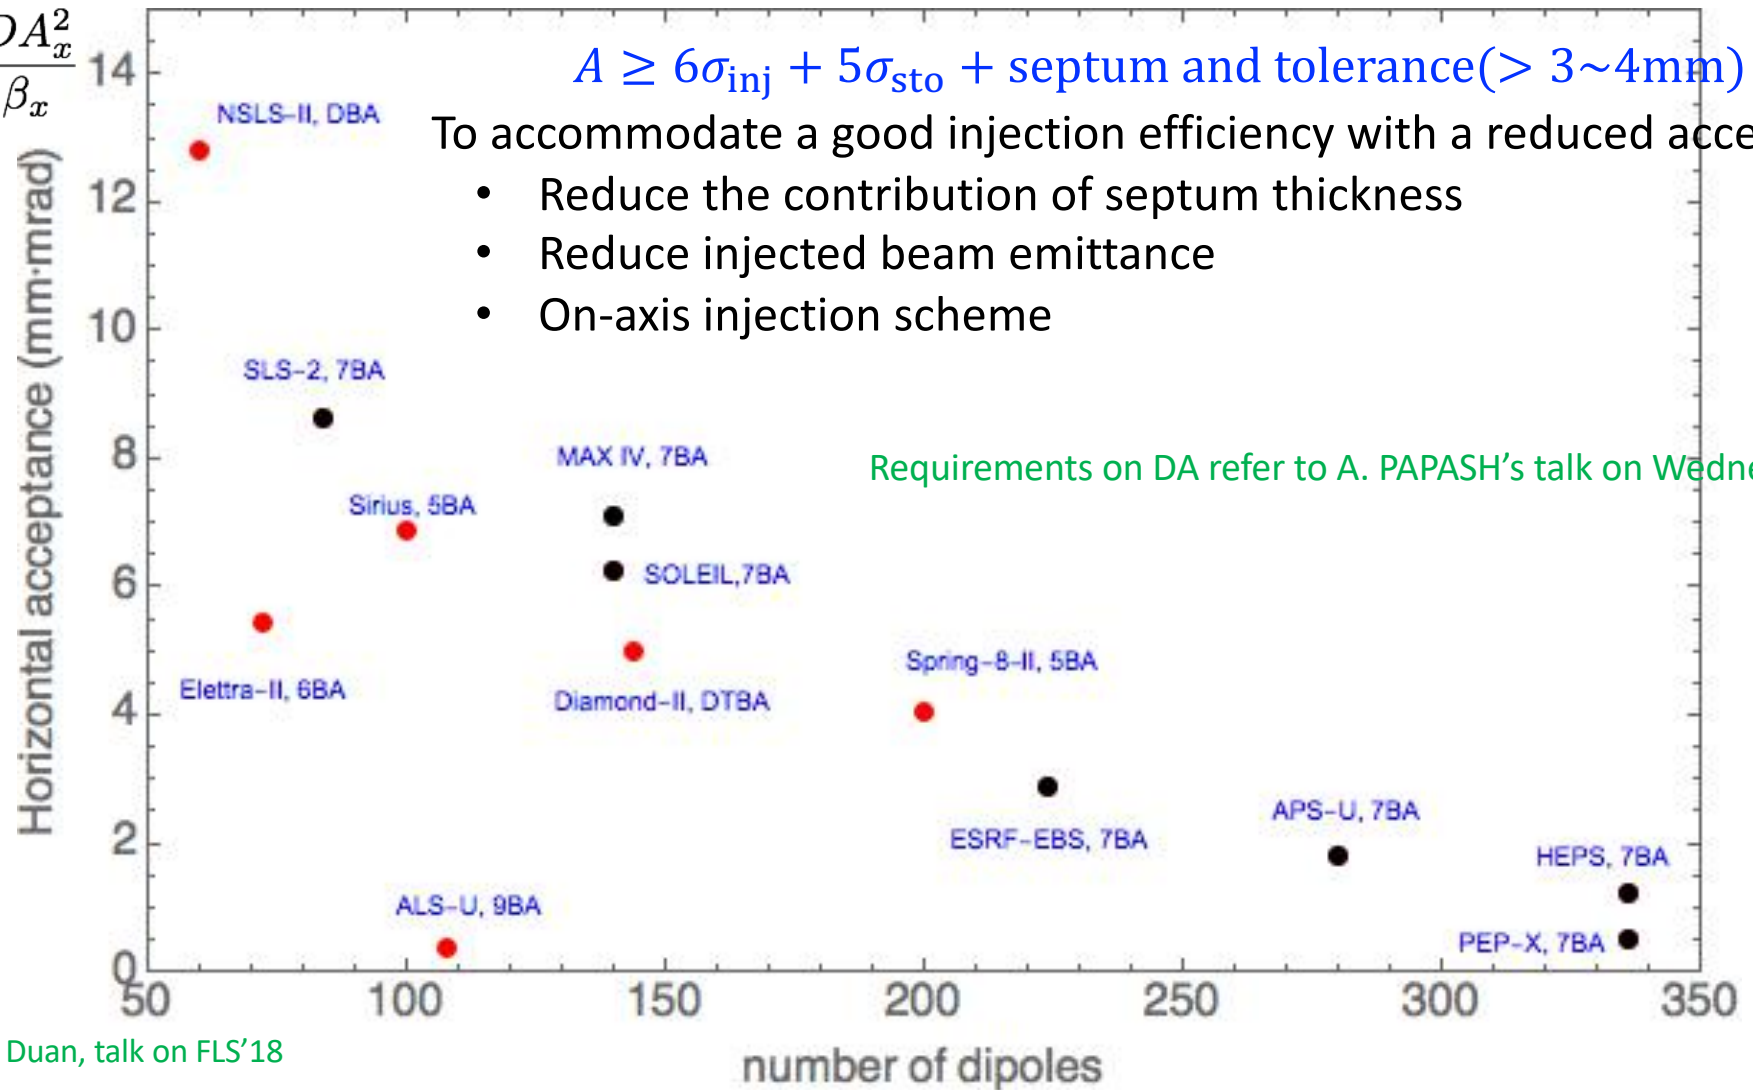 DA_x^2
β_x
Horizontal acceptance (mm·mrad)
14
12
10
8
6
4
2
0
A ≥ 6σ_inj + 5σ_sto + septum and tolerance(> 3~4mm)
To accommodate a good injection efficiency with a reduced acce
• Reduce the contribution of septum thickness
• Reduce injected beam emittance
• On-axis injection scheme
NSLS-II, DBA
SLS-2, 7BA
MAX IV, 7BA
Requirements on DA refer to A. PAPASH’s talk on Wedne
Sirius, 5BA
SOLEIL,7BA
Elettra-II, 6BA
Diamond-II, DTBA
Spring-8-II, 5BA
ESRF-EBS, 7BA
APS-U, 7BA
HEPS, 7BA
ALS-U, 9BA
PEP-X, 7BA
50 100 150 200 250 300 350
number of dipoles
Duan, talk on FLS’18